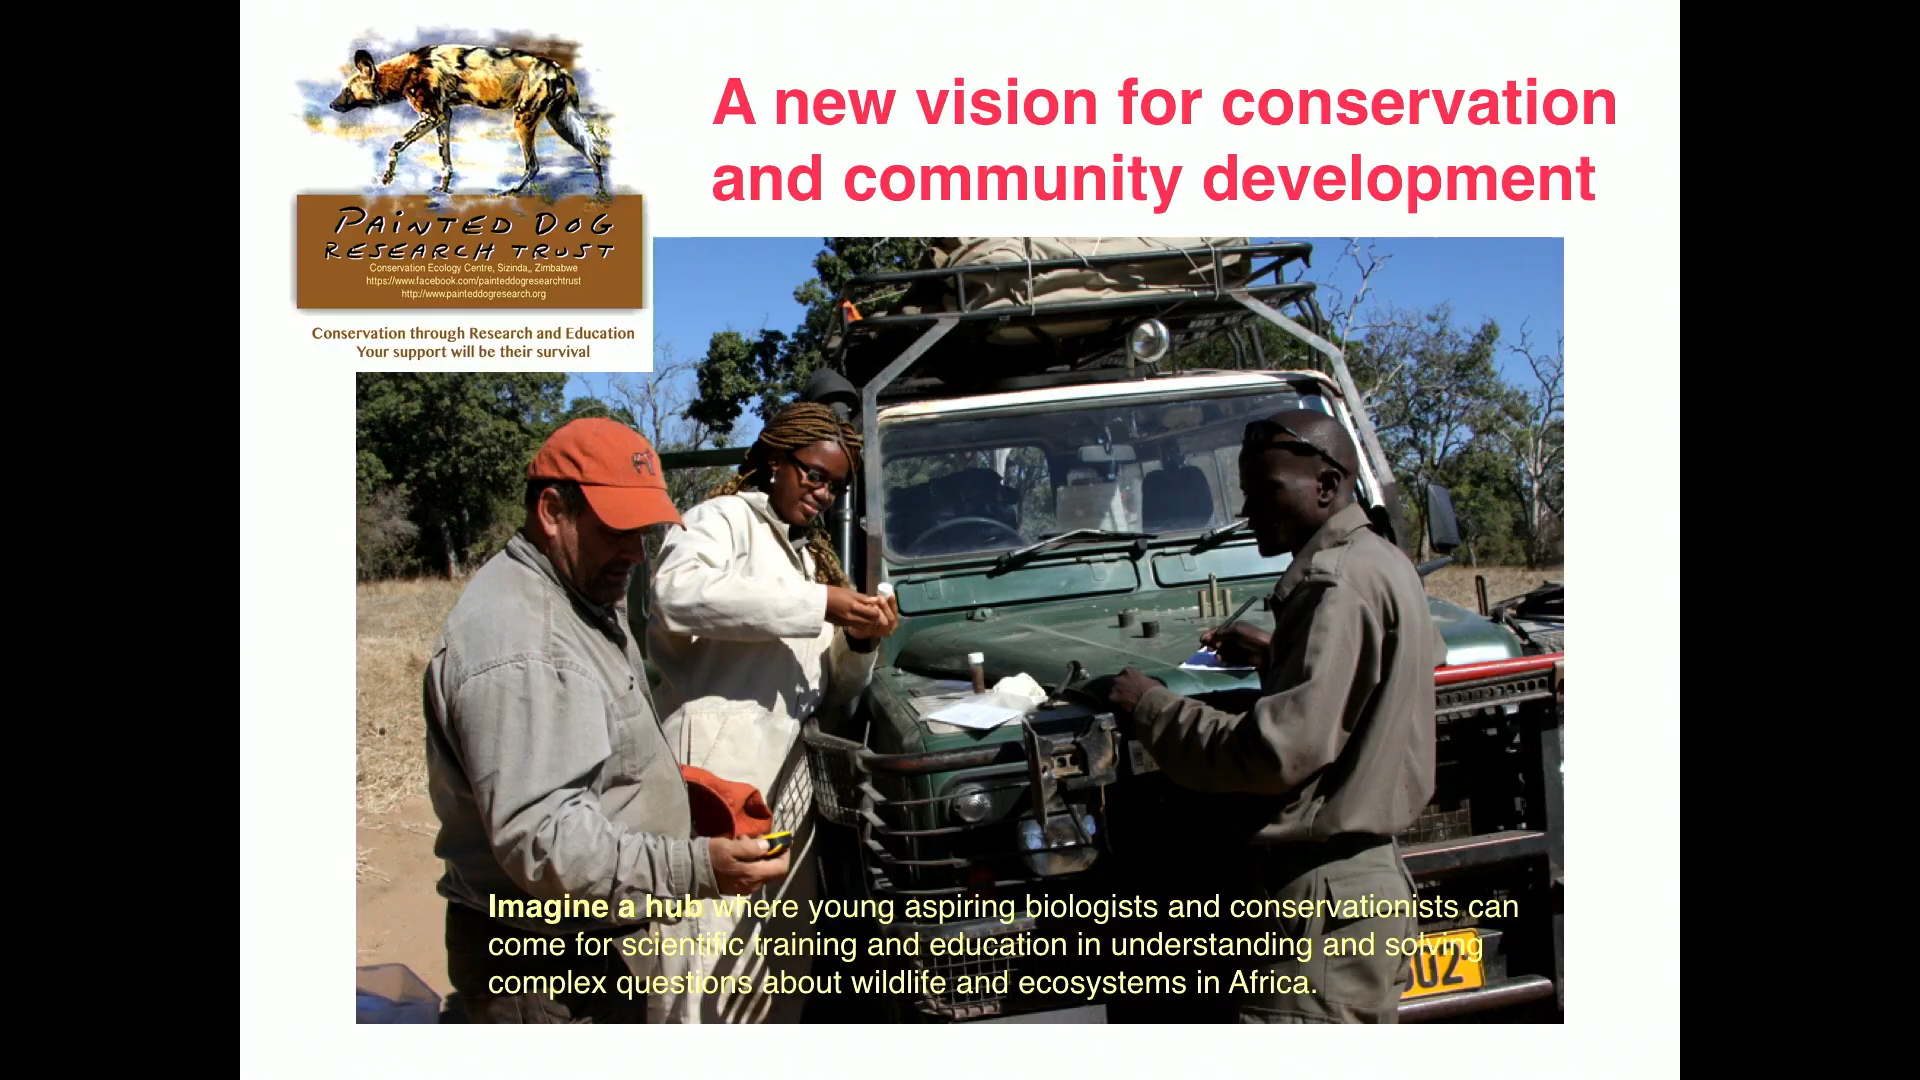 A new vision for conservation
and community development
PAINTED DOG
RESEARCH TRUST
Conservation Ecology Centre, Sizinda,, Zimbabwe
https://www.facebook.com/painteddogresearchtrust
http://www.painteddogresearch.org
Conservation through Research and Education
Your support will be their survival
Imagine a hub where young aspiring biologists and conservationists can
come for scientific training and education in understanding and solving
complex questions about wildlife and ecosystems in Africa.